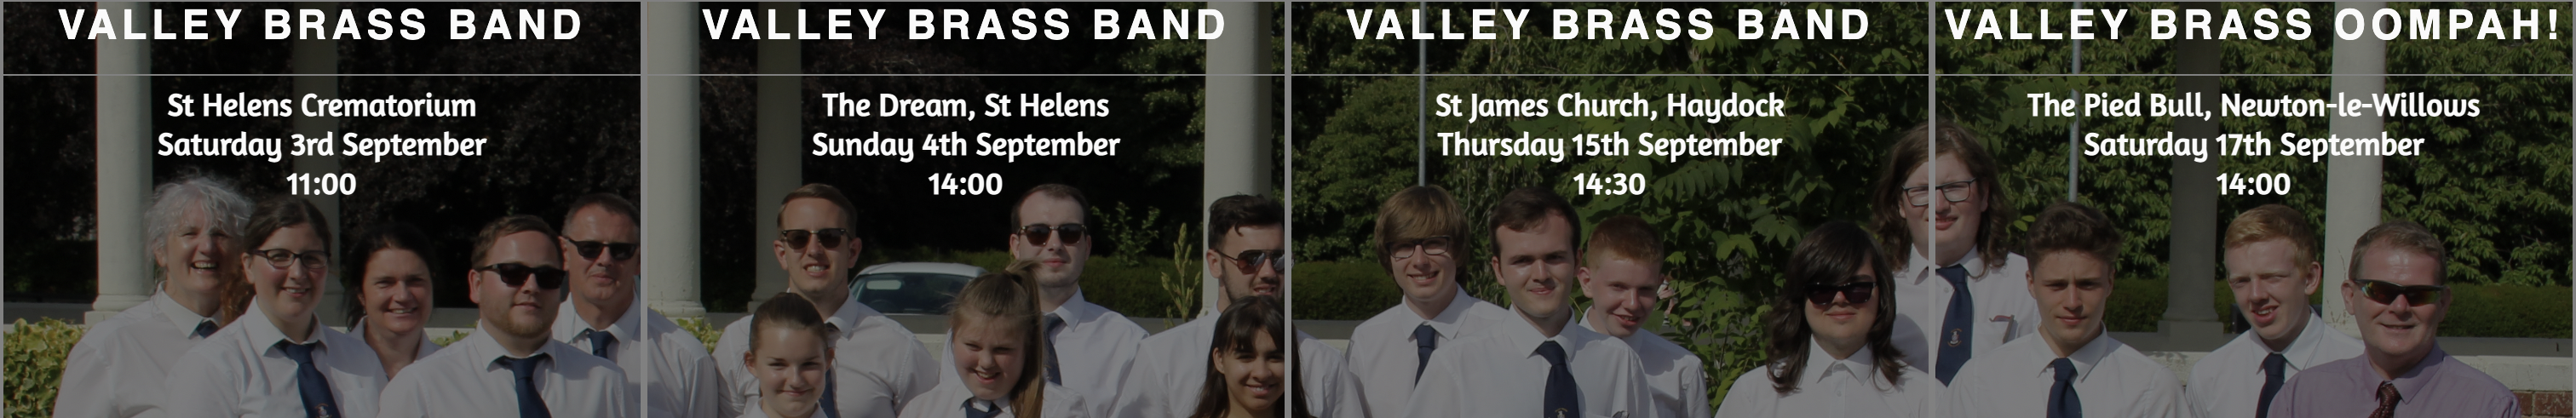 VALLEY BRASS BAND
St Helens Crematorium
Saturday 3rd September
11:00
VALLEY BRASS BAND
The Dream, St Helens
Sunday 4th September
14:00
VALLEY BRASS BAND
St James Church, Haydock
Thursday 15th September
14:30
VALLEY BRASS OOMPAH!
The Pied Bull, Newton-le-Willows
Saturday 17th September
14:00